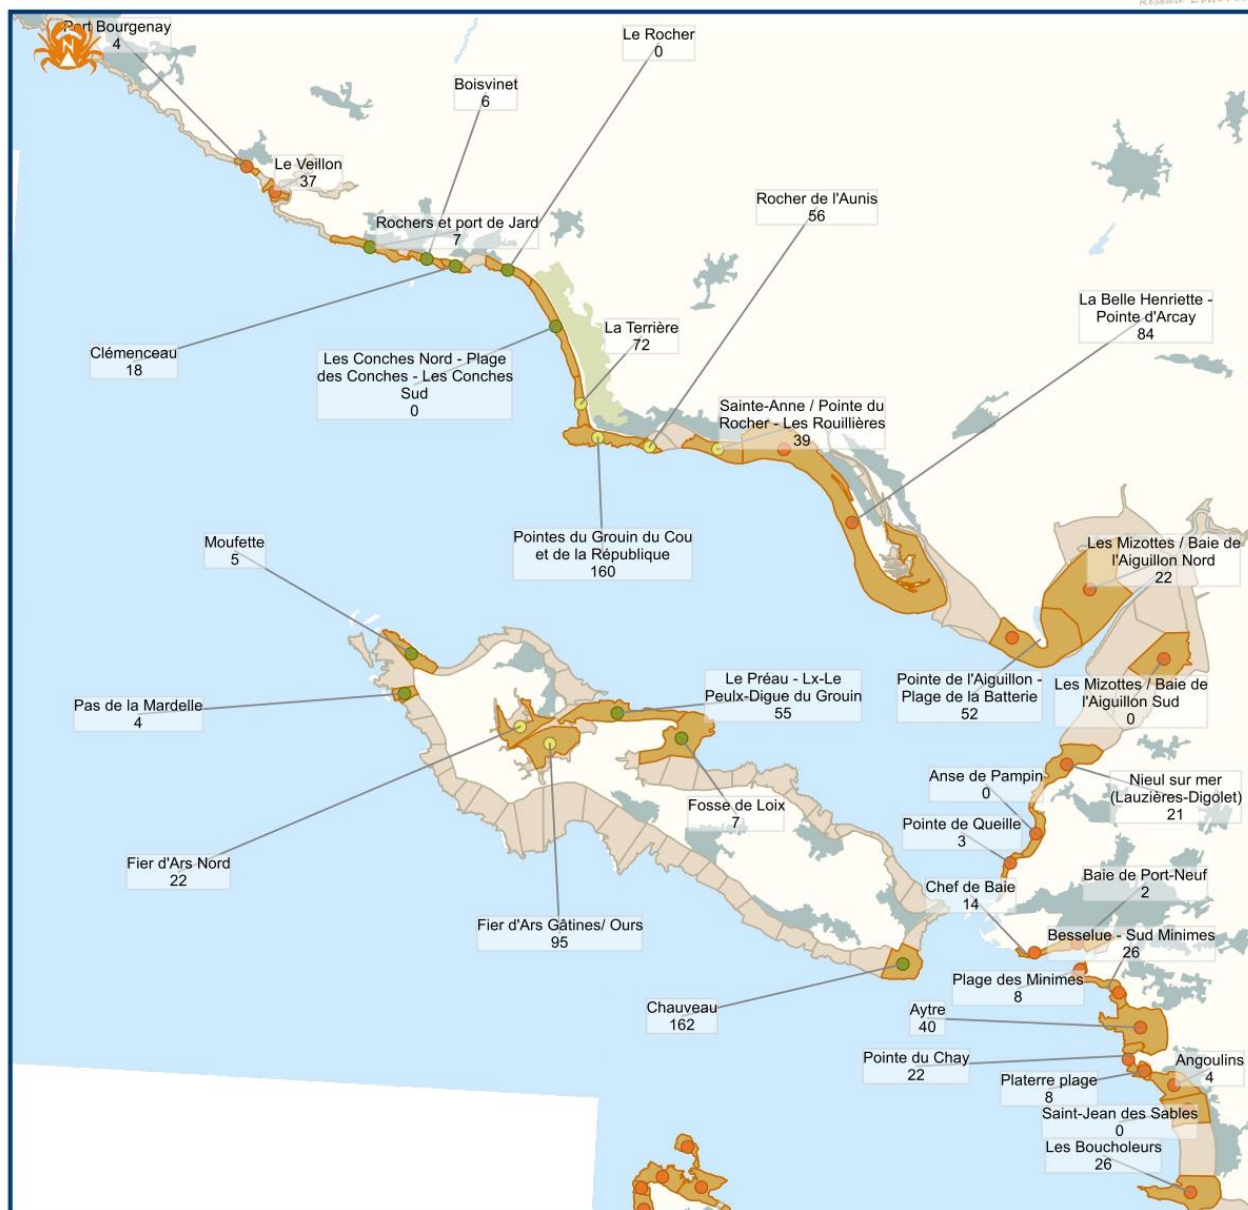 Port Bourgenay
4
N
Le Rocher
0
Boisvinet
6
Le Veillon
37
Rocher de l'Aunis
56
Rochers et port de Jard
7
La Belle Henriette -
Pointe d'Arcay
84
La Terrière
72
Clémenceau
18
Les Conches Nord - Plage
des Conches - Les Conches
Sud
0
Sainte-Anne / Pointe du
Rocher - Les Rouillères
39
Pointes du Grouin du Cou
et de la République
160
Moufette
5
Les Mizottes / Baie de
l'Aiguillon Nord
22
Le Préau - Lx-Le
Peulx-Digue du Grouin
55
Pointe de l'Aiguillon -
Plage de la Batterie
52
Les Mizottes / Baie de
l'Aiguillon Sud
0
Pas de la Mardelle
4
Anse de Pampin
0
Nieul sur mer
(Lauzières-Digolet)
21
Fosse de Loix
7
Pointe de Queille
3
Fier d'Ars Nord
22
Chef de Baie
14
Baie de Port-Neuf
2
Fier d'Ars Gâtines/ Ours
95
Besselue - Sud Minimes
26
Plage des Minimes
8
Chauveau
162
Aytre
40
Pointe du Chay
22
Angoulins
4
Platerre plage
8
Saint-Jean des Sables
0
Les Boucholeurs
26